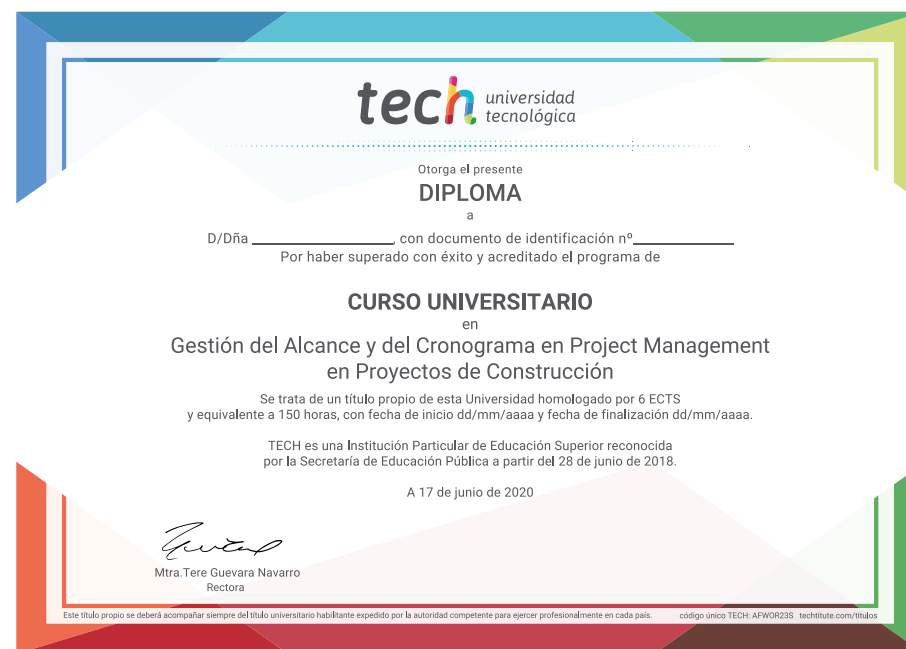 tech universidad
tecnológica
Otorga el presente
DIPLOMA
a
D/Dña ____________________, con documento de identificación nº______________
Por haber superado con éxito y acreditado el programa de
CURSO UNIVERSITARIO
en
Gestión del Alcance y del Cronograma en Project Management
en Proyectos de Construcción
Se trata de un título propio de esta Universidad homologado por 6 ECTS
y equivalente a 150 horas, con fecha de inicio dd/mm/aaaa y fecha de finalización dd/mm/aaaa.
TECH es una Institución Particular de Educación Superior reconocida
por la Secretaría de Educación Pública a partir del 28 de junio de 2018.
A 17 de junio de 2020
Mtra.Tere Guevara Navarro
Rectora
Este título propio se deberá acompañar siempre del título universitario habilitante expedido por la autoridad competente para ejercer profesionalmente en cada país. código único TECH: AFWOR23S techtitute.com/titulos